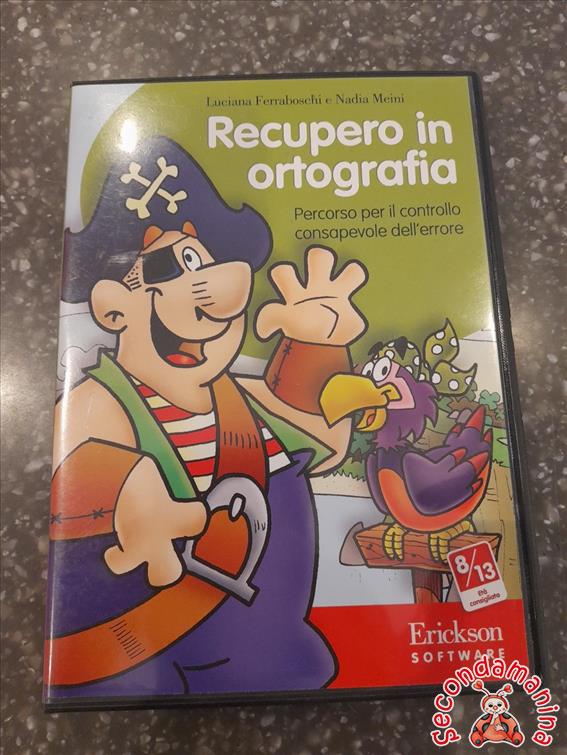 Luciana Ferraboschi e Nadia Meini
Recupero in
ortografia
Percorso per il controllo
consapevole dell'errore
8/13
Età
consigliata
Erickson
SOFTWARE
Secondamanina